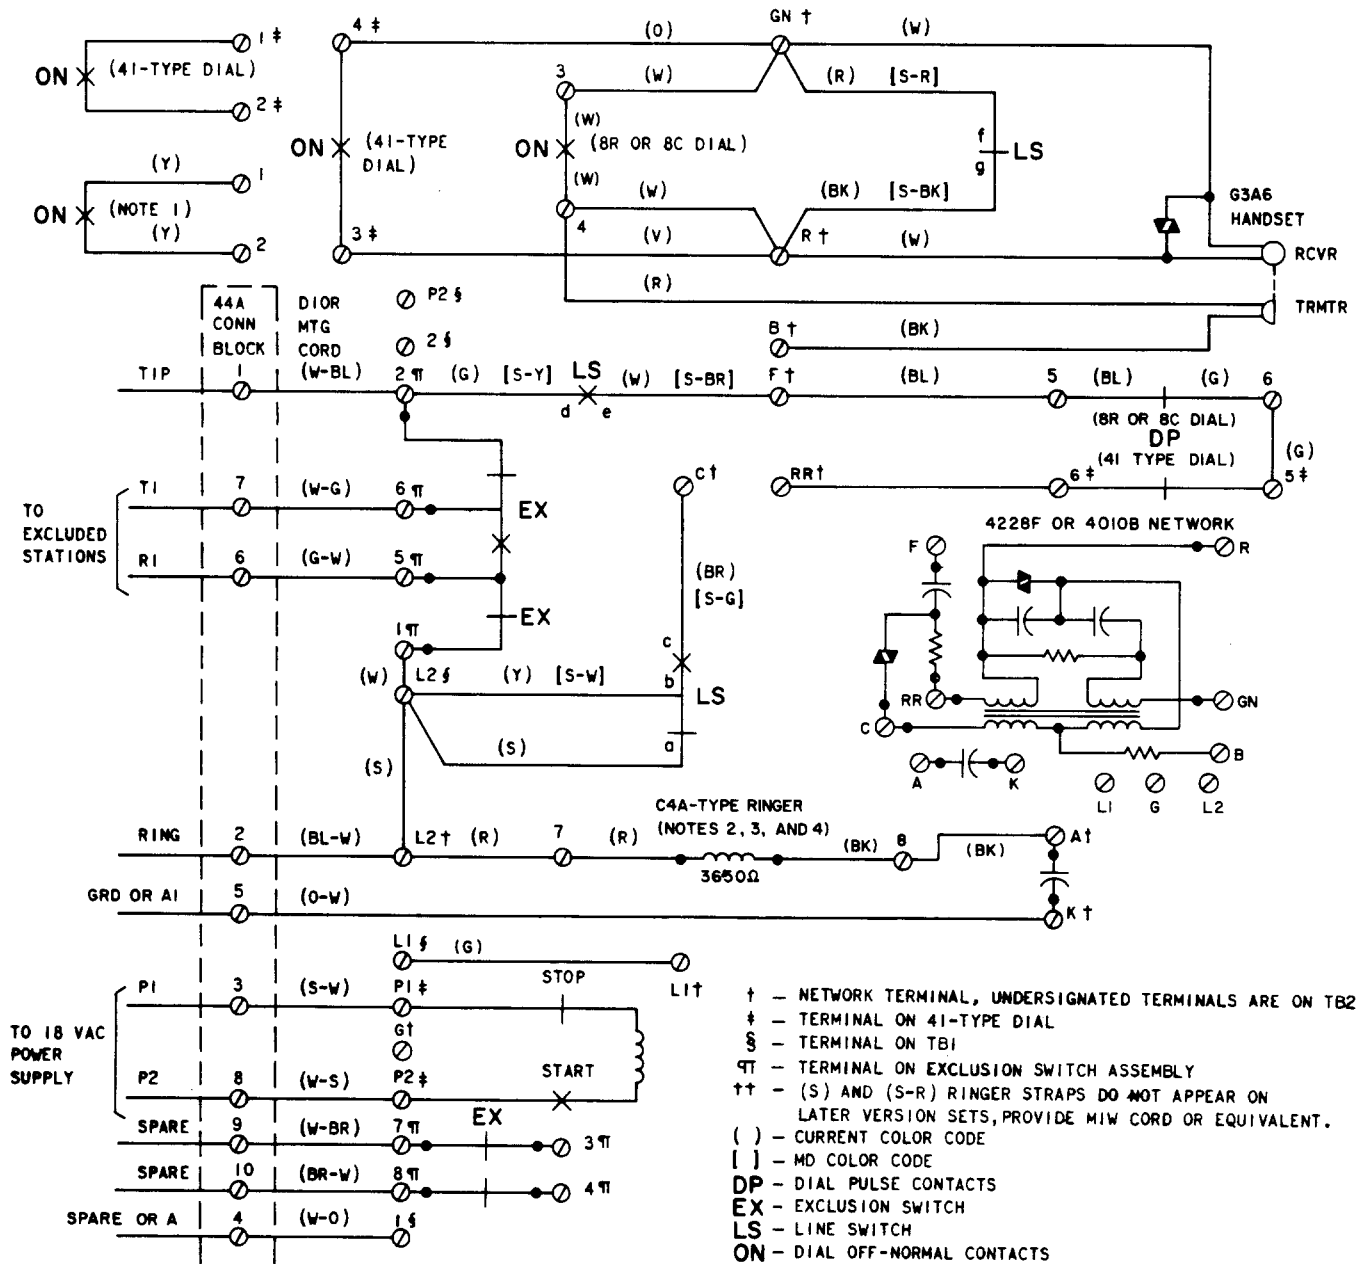 4 ‡
GN †
1 ‡
(O)
(W)
ON
(41-TYPE DIAL)
3
(W)
(R)
[S-R]
2 ‡
(W)
f
ON
(41-TYPE
DIAL)
ON
(8R OR 8C DIAL)
LS
(Y)
1
g
(W)
(W)
(BK)
[S-BK]
G3A6
HANDSET
ON
(NOTE 1)
(Y)
2
3 ‡
4
(V)
R †
(W)
RCVR
(R)
44A
CONN
BLOCK
DIOR
MTG
CORD
P2 §
TRMTR
2 §
B †
(BK)
TIP
1
(W-BL)
2 ¶
(G)
[S-Y]
LS
(W)
[S-BR]
F †
(BL)
5
(BL)
(G)
6
d
e
(8R OR 8C DIAL)
DP
(41 TYPE DIAL)
(G)
C †
RR †
6 ‡
5 ‡
TO
EXCLUDED
STATIONS
T1
7
(W-G)
6 ¶
EX
4228F OR 4010B NETWORK
F
R
R1
6
(G-W)
5 ¶
(BR)
[S-G]
EX
1 ¶
c
(W)
L2 §
(Y)
[S-W]
b
LS
RR
GN
C
a
(S)
(S)
B
A
K
L1
G
L2
C4A-TYPE RINGER
(NOTES 2, 3, AND 4)
RING
2
(BL-W)
L2 †
(R)
7
(R)
3650Ω
(BK)
8
(BK)
A †
GRD OR A1
5
(O-W)
K †
L1 §
(G)
STOP
L1 †
P1
3
(S-W)
P1 ‡
TO 18 VAC
POWER
SUPPLY
G †
START
P2
8
(W-S)
P2 ‡
SPARE
9
(W-BR)
7 ¶
EX
3 ¶
SPARE
10
(BR-W)
8 ¶
4 ¶
SPARE OR A
4
(W-O)
1 §
† – NETWORK TERMINAL, UNDERSIGNATED TERMINALS ARE ON TB2
‡ – TERMINAL ON 41-TYPE DIAL
§ – TERMINAL ON TB1
¶ – TERMINAL ON EXCLUSION SWITCH ASSEMBLY
†† – (S) AND (S-R) RINGER STRAPS DO NOT APPEAR ON
LATER VERSION SETS, PROVIDE M1W CORD OR EQUIVALENT.
( ) – CURRENT COLOR CODE
[ ] – MD COLOR CODE
DP – DIAL PULSE CONTACTS
EX – EXCLUSION SWITCH
LS – LINE SWITCH
ON – DIAL OFF-NORMAL CONTACTS